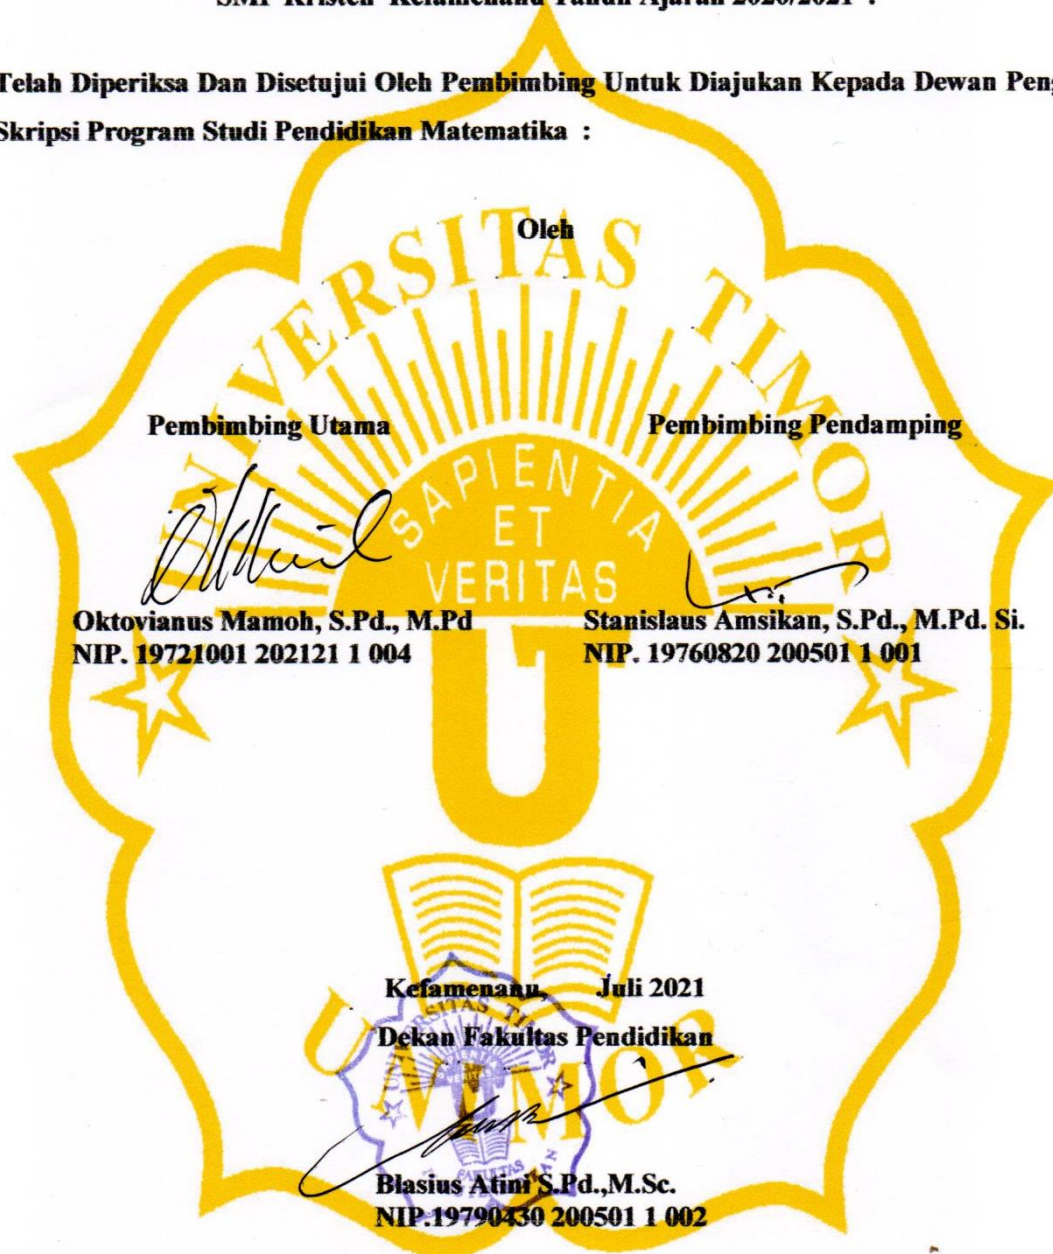 SMP Kristen Kefamenanu Tahun Ajaran 2020/2021 :
Telah Diperiksa Dan Disetujui Oleh Pembimbing Untuk Diajukan Kepada Dewan Peng
Skripsi Program Studi Pendidikan Matematika :
Oleh
UNIVERSITAS TIMOR
Pembimbing Utama Pembimbing Pendamping
SAPIENTIA
ET
VERITAS
Oktovianus Mamoh, S.Pd., M.Pd Stanislaus Amsikan, S.Pd., M.Pd. Si.
NIP. 19721001 202121 1 004 NIP. 19760820 200501 1 001
U
Kefamenanu, Juli 2021
UNIVERSITAS TIMOR
Dekan Fakultas Pendidikan
UNIMOR
FAKULTAS
Blasius Atini S.Pd.,M.Sc.
NIP.19790430 200501 1 002